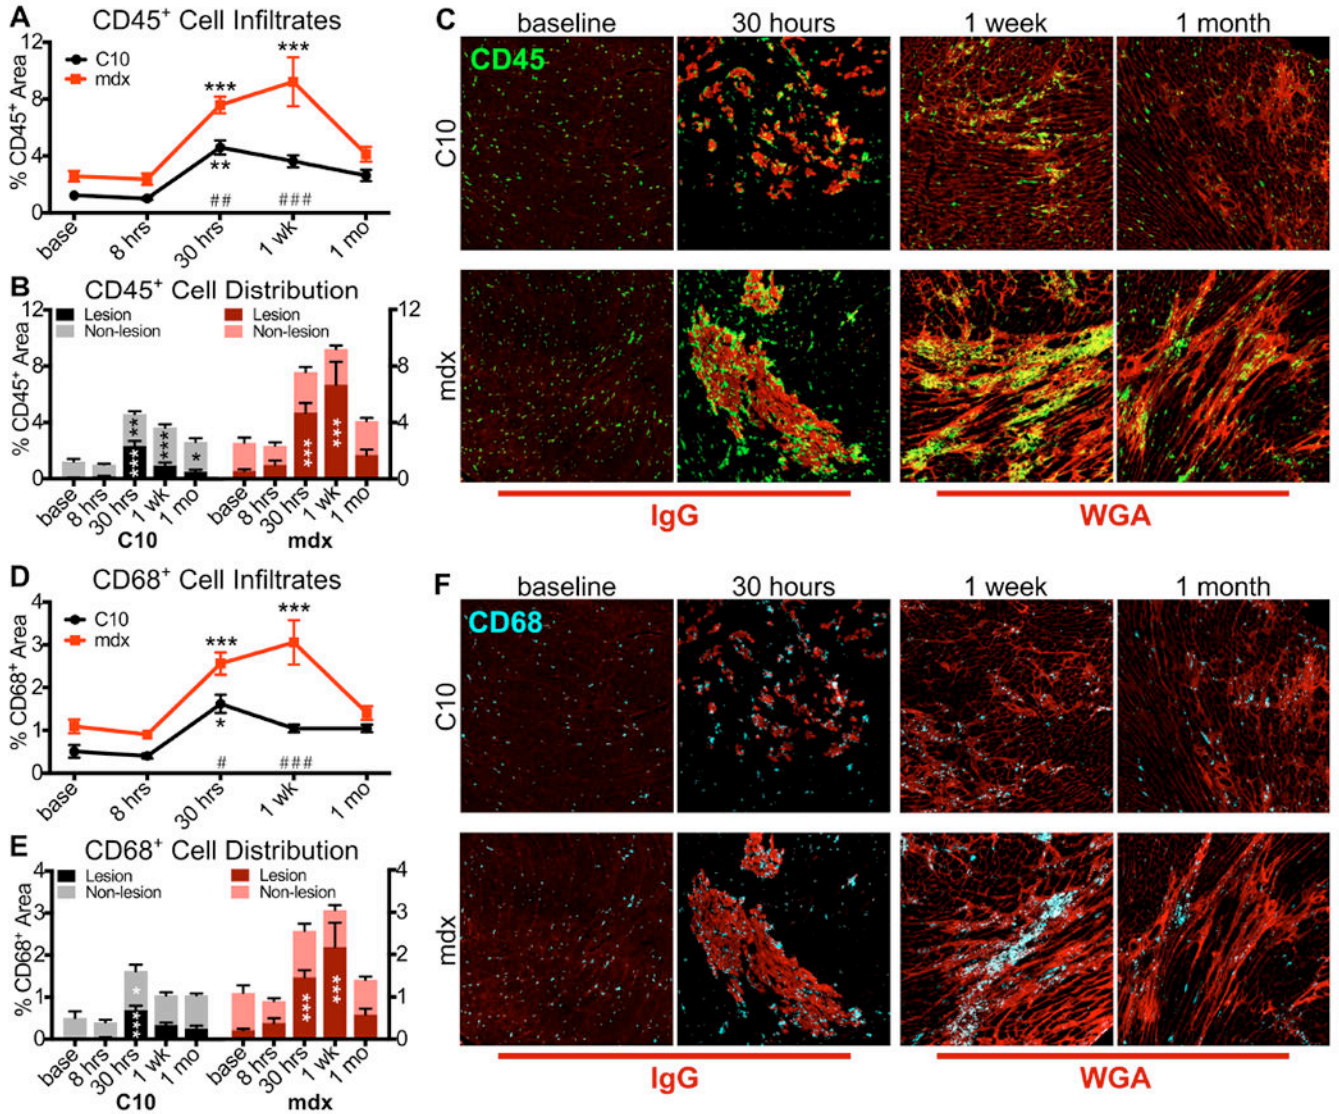 A CD45+ Cell Infiltrates
% CD45+ Area
12
8
4
0
C10
mdx
***
***
**
## ###
base 8 hrs 30 hrs 1 wk 1 mo
B CD45+ Cell Distribution
% CD45+ Area
12
8
4
0
Lesion
Non-lesion
Lesion
Non-lesion
12
8
4
0
** *** *
*** *** ***
base 8 hrs 30 hrs 1 wk 1 mo base 8 hrs 30 hrs 1 wk 1 mo
C10 mdx
C baseline 30 hours 1 week 1 month
CD45
C10
mdx
IgG WGA
D CD68+ Cell Infiltrates
% CD68+ Area
4
3
2
1
0
C10
mdx
***
***
*
# ###
base 8 hrs 30 hrs 1 wk 1 mo
E CD68+ Cell Distribution
% CD68+ Area
4
3
2
1
0
Lesion
Non-lesion
Lesion
Non-lesion
4
3
2
1
0
*
*** *** ***
base 8 hrs 30 hrs 1 wk 1 mo base 8 hrs 30 hrs 1 wk 1 mo
C10 mdx
F baseline 30 hours 1 week 1 month
CD68
C10
mdx
IgG WGA